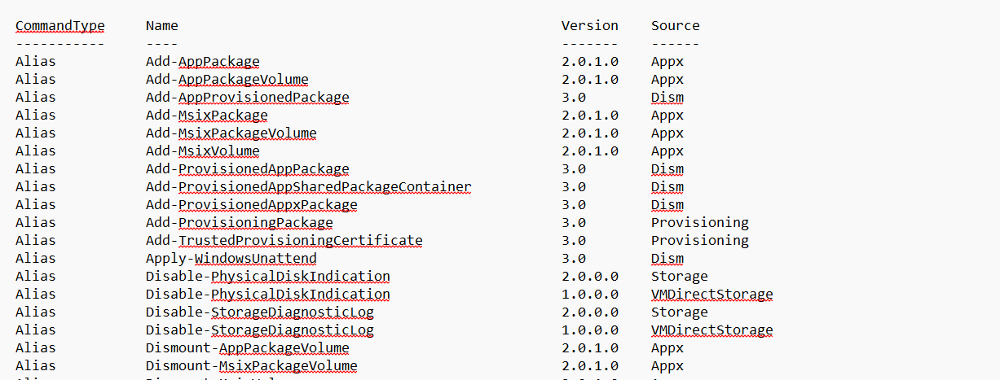 CommandType Name Version Source
----------- ---- ------- ------
Alias Add-AppPackage 2.0.1.0 Appx
Alias Add-AppPackageVolume 2.0.1.0 Appx
Alias Add-AppProvisionedPackage 3.0 Dism
Alias Add-MsixPackage 2.0.1.0 Appx
Alias Add-MsixPackageVolume 2.0.1.0 Appx
Alias Add-MsixVolume 2.0.1.0 Appx
Alias Add-ProvisionedAppPackage 3.0 Dism
Alias Add-ProvisionedAppSharedPackageContainer 3.0 Dism
Alias Add-ProvisionedAppxPackage 3.0 Dism
Alias Add-ProvisioningPackage 3.0 Provisioning
Alias Add-TrustedProvisioningCertificate 3.0 Provisioning
Alias Apply-WindowsUnattend 3.0 Dism
Alias Disable-PhysicalDiskIndication 2.0.0.0 Storage
Alias Disable-PhysicalDiskIndication 1.0.0.0 VMDirectStorage
Alias Disable-StorageDiagnosticLog 2.0.0.0 Storage
Alias Disable-StorageDiagnosticLog 1.0.0.0 VMDirectStorage
Alias Dismount-AppPackageVolume 2.0.1.0 Appx
Alias Dismount-MsixPackageVolume 2.0.1.0 Appx